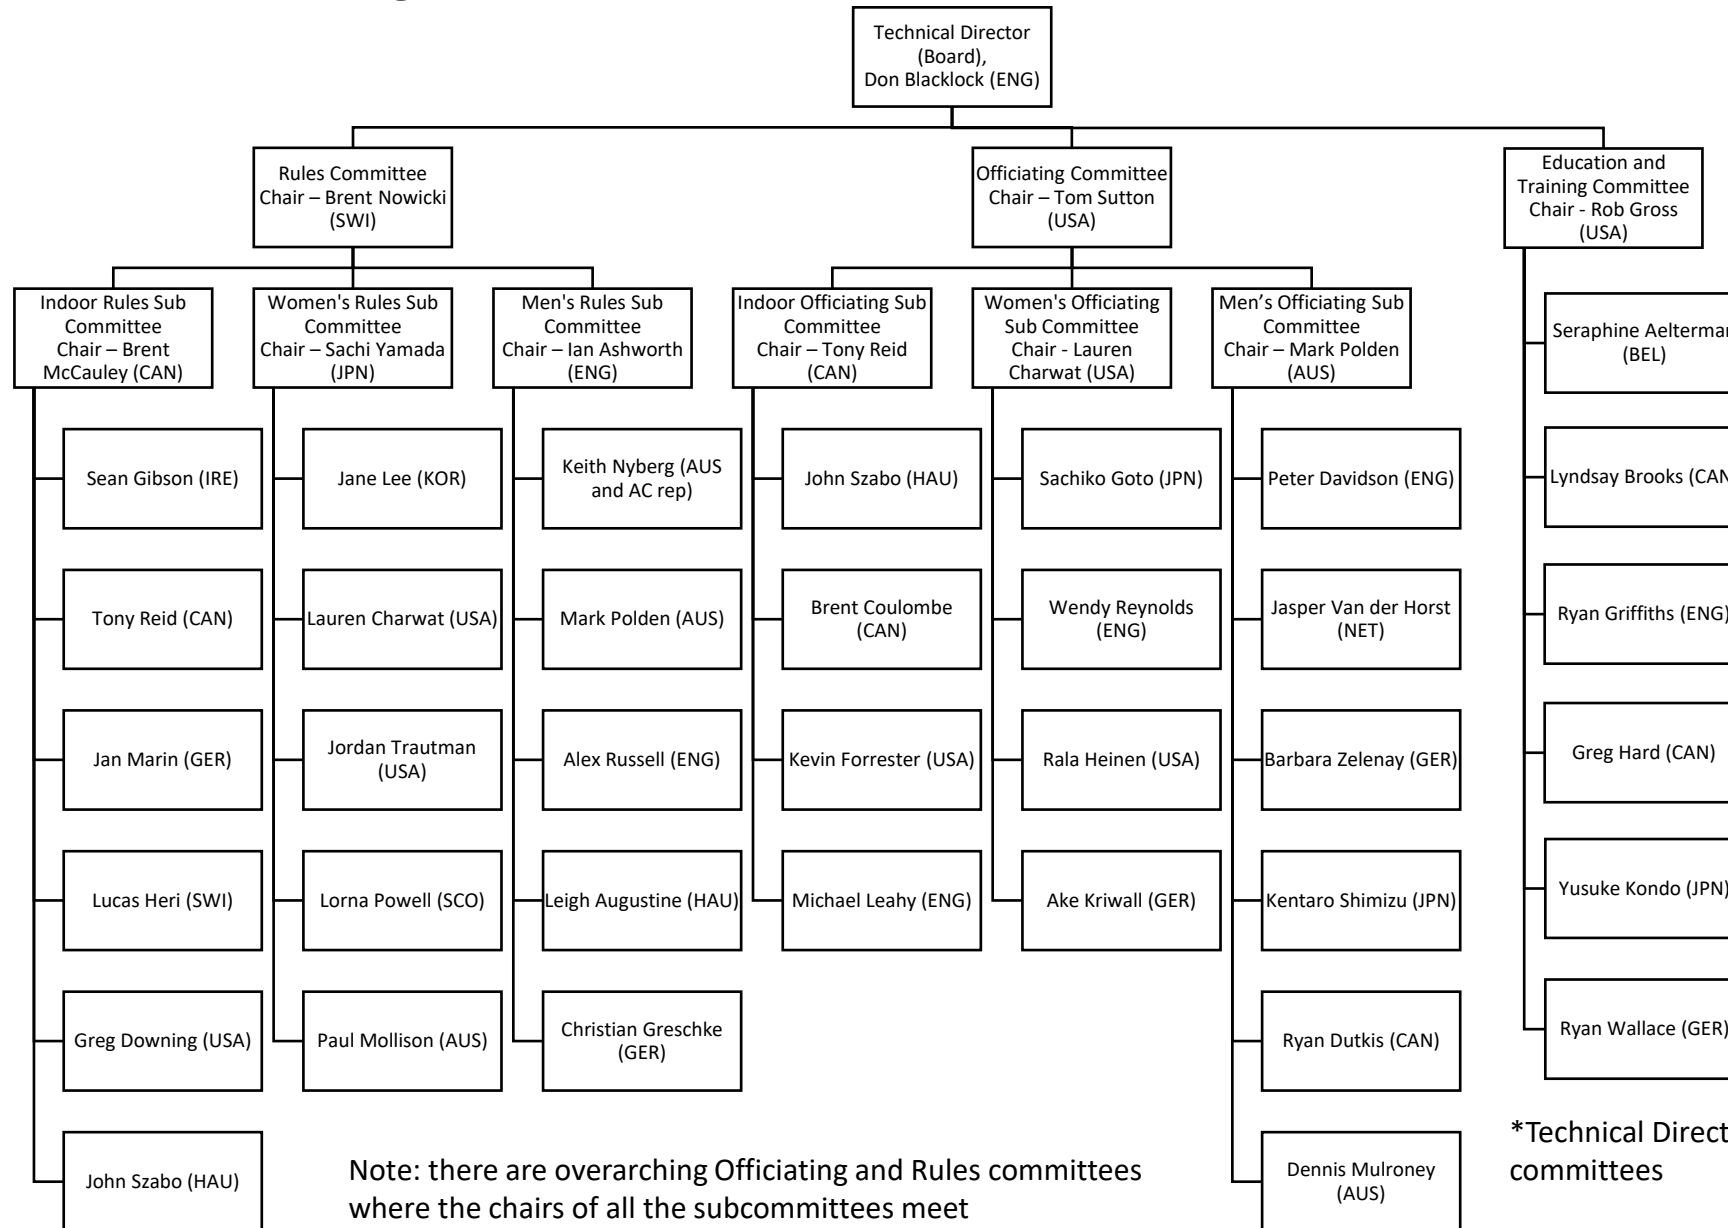 Technical Director
(Board),
Don Blacklock (ENG)
Rules Committee
Chair – Brent Nowicki
(SWI)
Officiating Committee
Chair – Tom Sutton
(USA)
Education and
Training Committee
Chair - Rob Gross
(USA)
Indoor Rules Sub
Committee
Chair – Brent
McCauley (CAN)
Women's Rules Sub
Committee
Chair – Sachi Yamada
(JPN)
Men's Rules Sub
Committee
Chair – Ian Ashworth
(ENG)
Indoor Officiating Sub
Committee
Chair – Tony Reid
(CAN)
Women's Officiating
Sub Committee
Chair - Lauren
Charwat (USA)
Men’s Officiating Sub
Committee
Chair – Mark Polden
(AUS)
Sean Gibson (IRE)
Tony Reid (CAN)
Jan Marin (GER)
Lucas Heri (SWI)
Greg Downing (USA)
John Szabo (HAU)
Jane Lee (KOR)
Lauren Charwat (USA)
Jordan Trautman
(USA)
Lorna Powell (SCO)
Paul Mollison (AUS)
Keith Nyberg (AUS
and AC rep)
Mark Polden (AUS)
Alex Russell (ENG)
Leigh Augustine (HAU)
Christian Greschke
(GER)
John Szabo (HAU)
Brent Coulombe
(CAN)
Kevin Forrester (USA)
Michael Leahy (ENG)
Sachiko Goto (JPN)
Wendy Reynolds
(ENG)
Rala Heinen (USA)
Ake Kriwall (GER)
Peter Davidson (ENG)
Jasper Van der Horst
(NET)
Barbara Zelenay (GER)
Kentaro Shimizu (JPN)
Ryan Dutkis (CAN)
Dennis Mulroney
(AUS)
Seraphine
(BEL)
Lyndsay Brooks (CAN
Ryan Griffiths (ENG)
Greg Hard (CAN)
Yusuke Kondo (JPN)
Ryan Wallace (GER)
Note: there are overarching Officiating and Rules committees
where the chairs of all the subcommittees meet
*Technical
committees